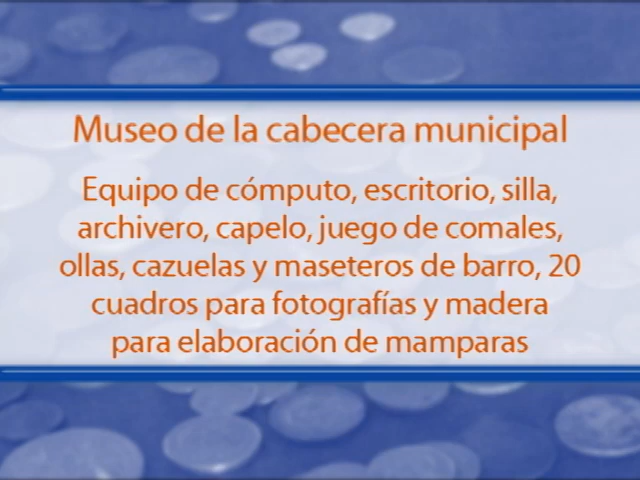 Museo de la cabecera municipal
Equipo de cómputo, escritorio, silla,
archivero, capelo, juego de comales,
ollas, cazuelas y maseteros de barro, 20
cuadros para fotografías y madera
para elaboración de mamparas